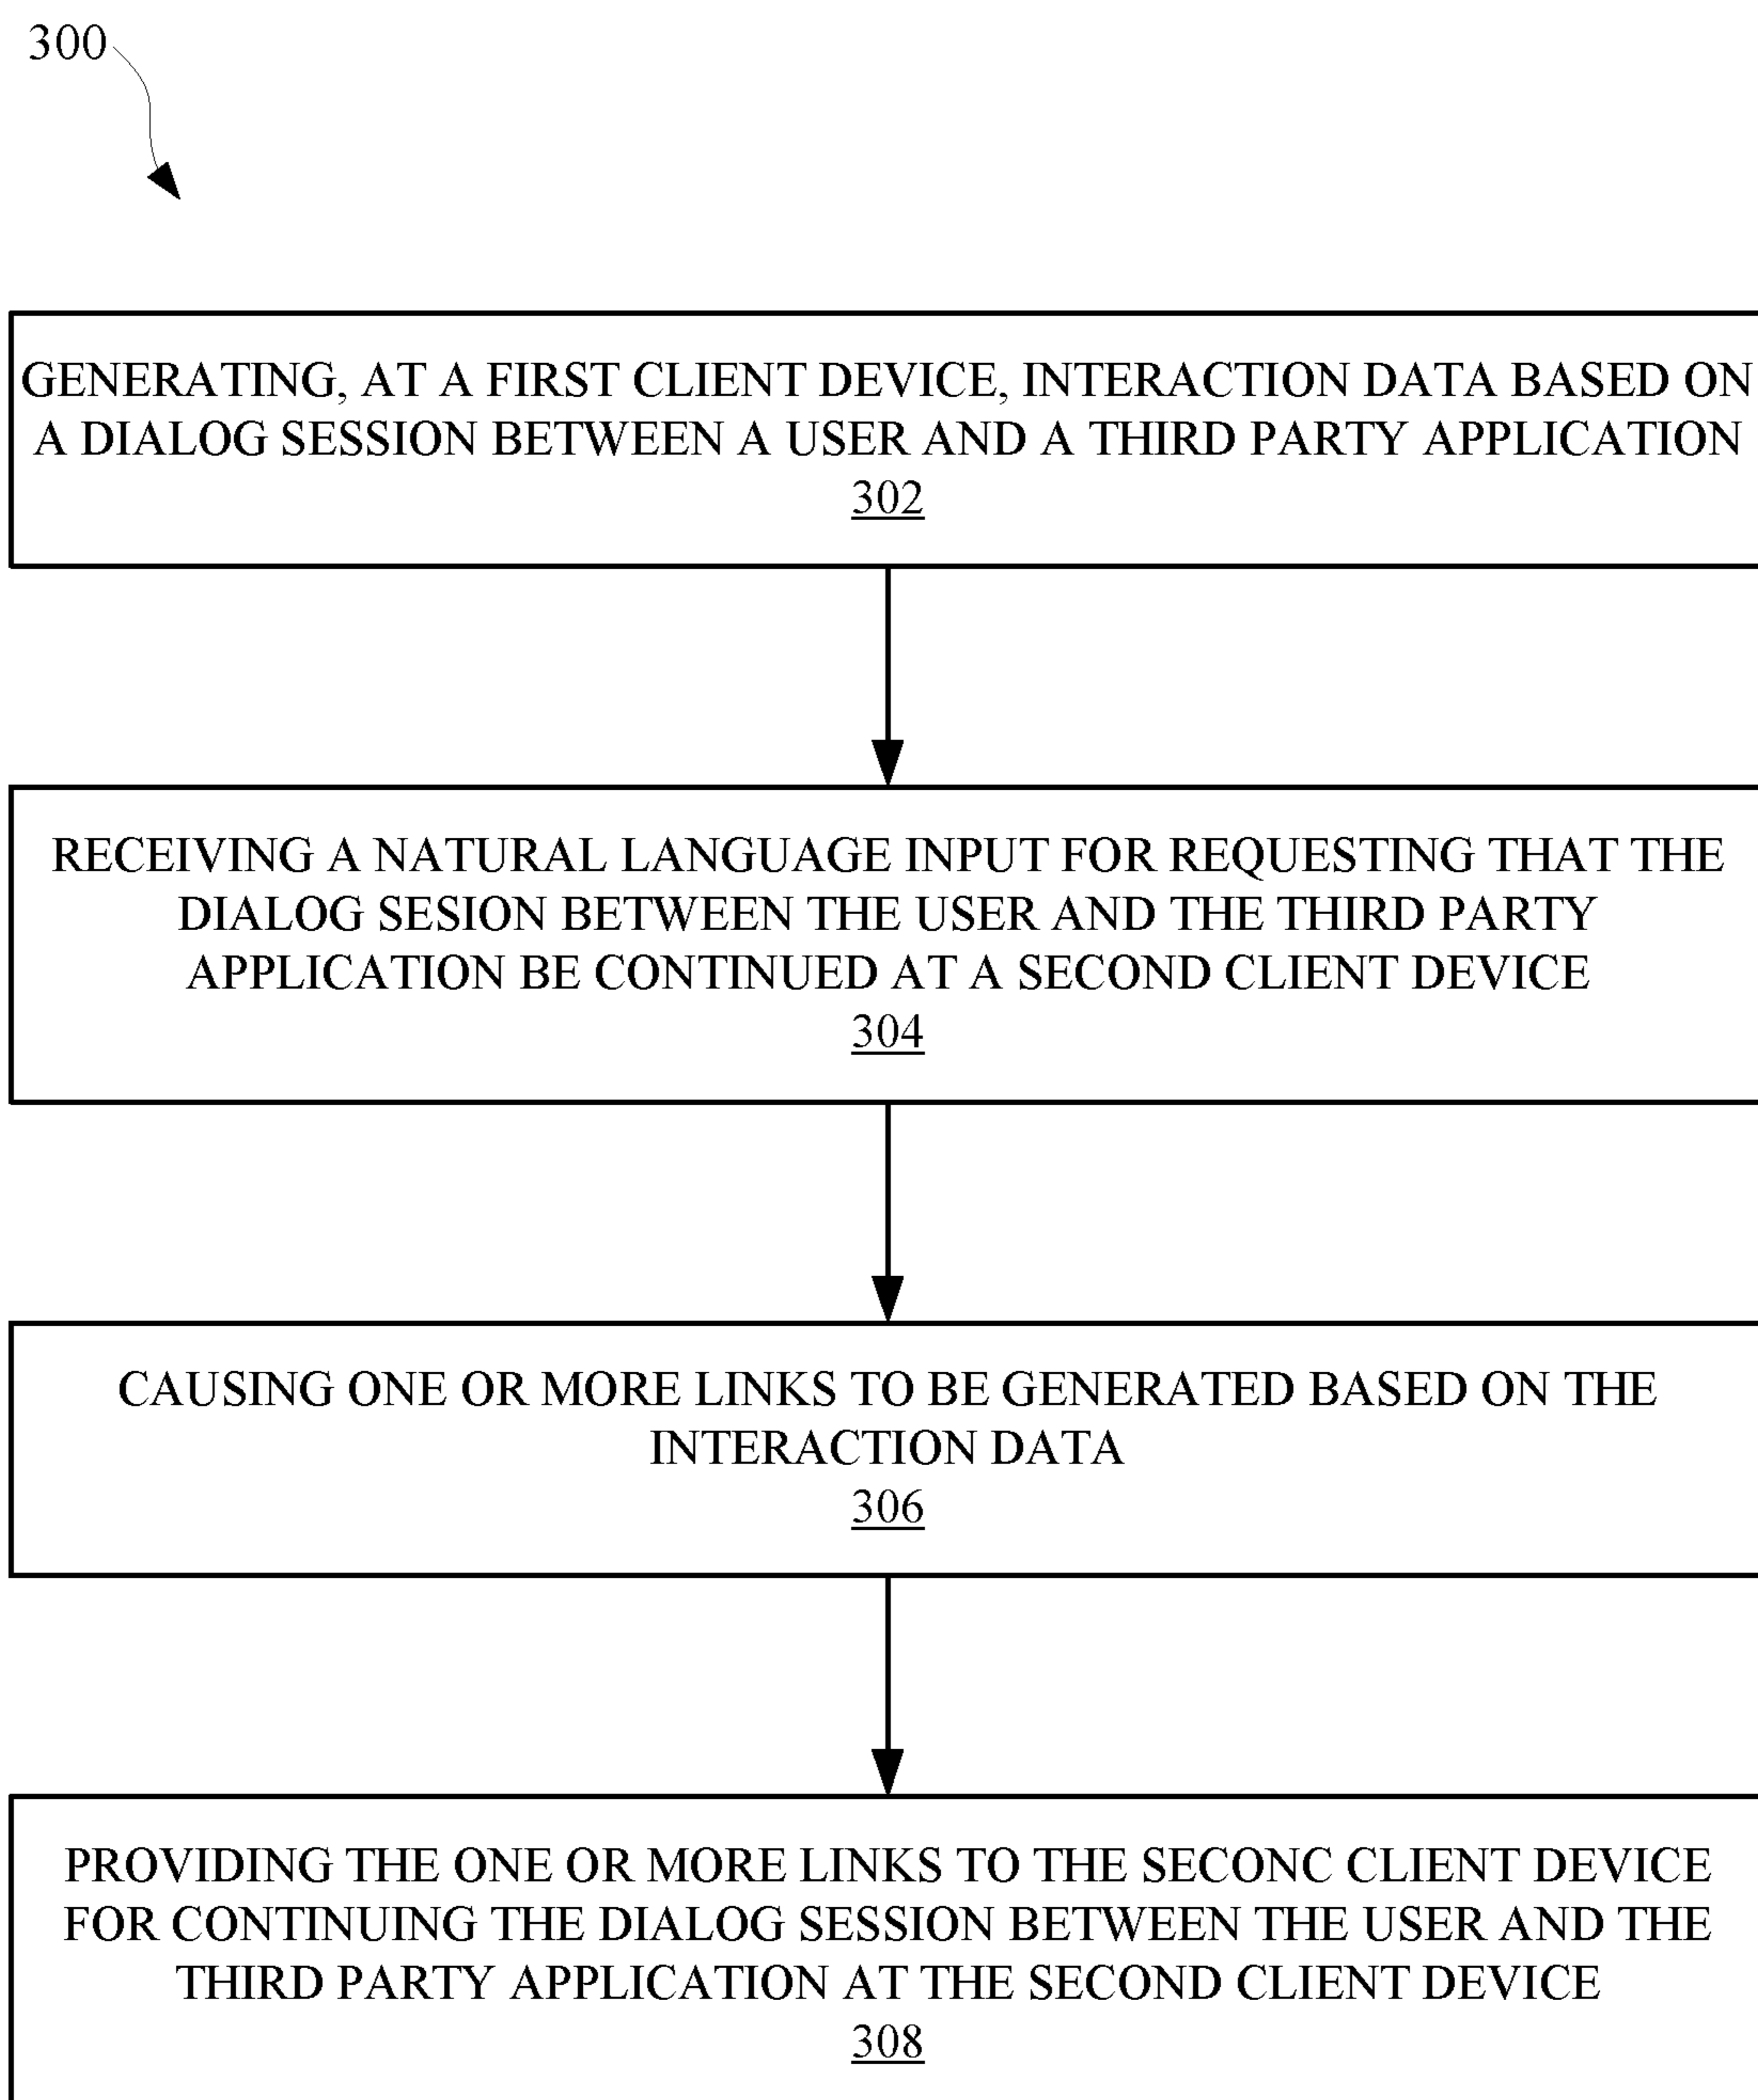 300
GENERATING, AT A FIRST CLIENT DEVICE, INTERACTION DATA BASED ON
A DIALOG SESSION BETWEEN A USER AND A THIRD PARTY APPLICATION
302
RECEIVING A NATURAL LANGUAGE INPUT FOR REQUESTING THAT THE
DIALOG SESION BETWEEN THE USER AND THE THIRD PARTY
APPLICATION BE CONTINUED AT A SECOND CLIENT DEVICE
304
CAUSING ONE OR MORE LINKS TO BE GENERATED BASED ON THE
INTERACTION DATA
306
PROVIDING THE ONE OR MORE LINKS TO THE SECONC CLIENT DEVICE
FOR CONTINUING THE DIALOG SESSION BETWEEN THE USER AND THE
THIRD PARTY APPLICATION AT THE SECOND CLIENT DEVICE
308